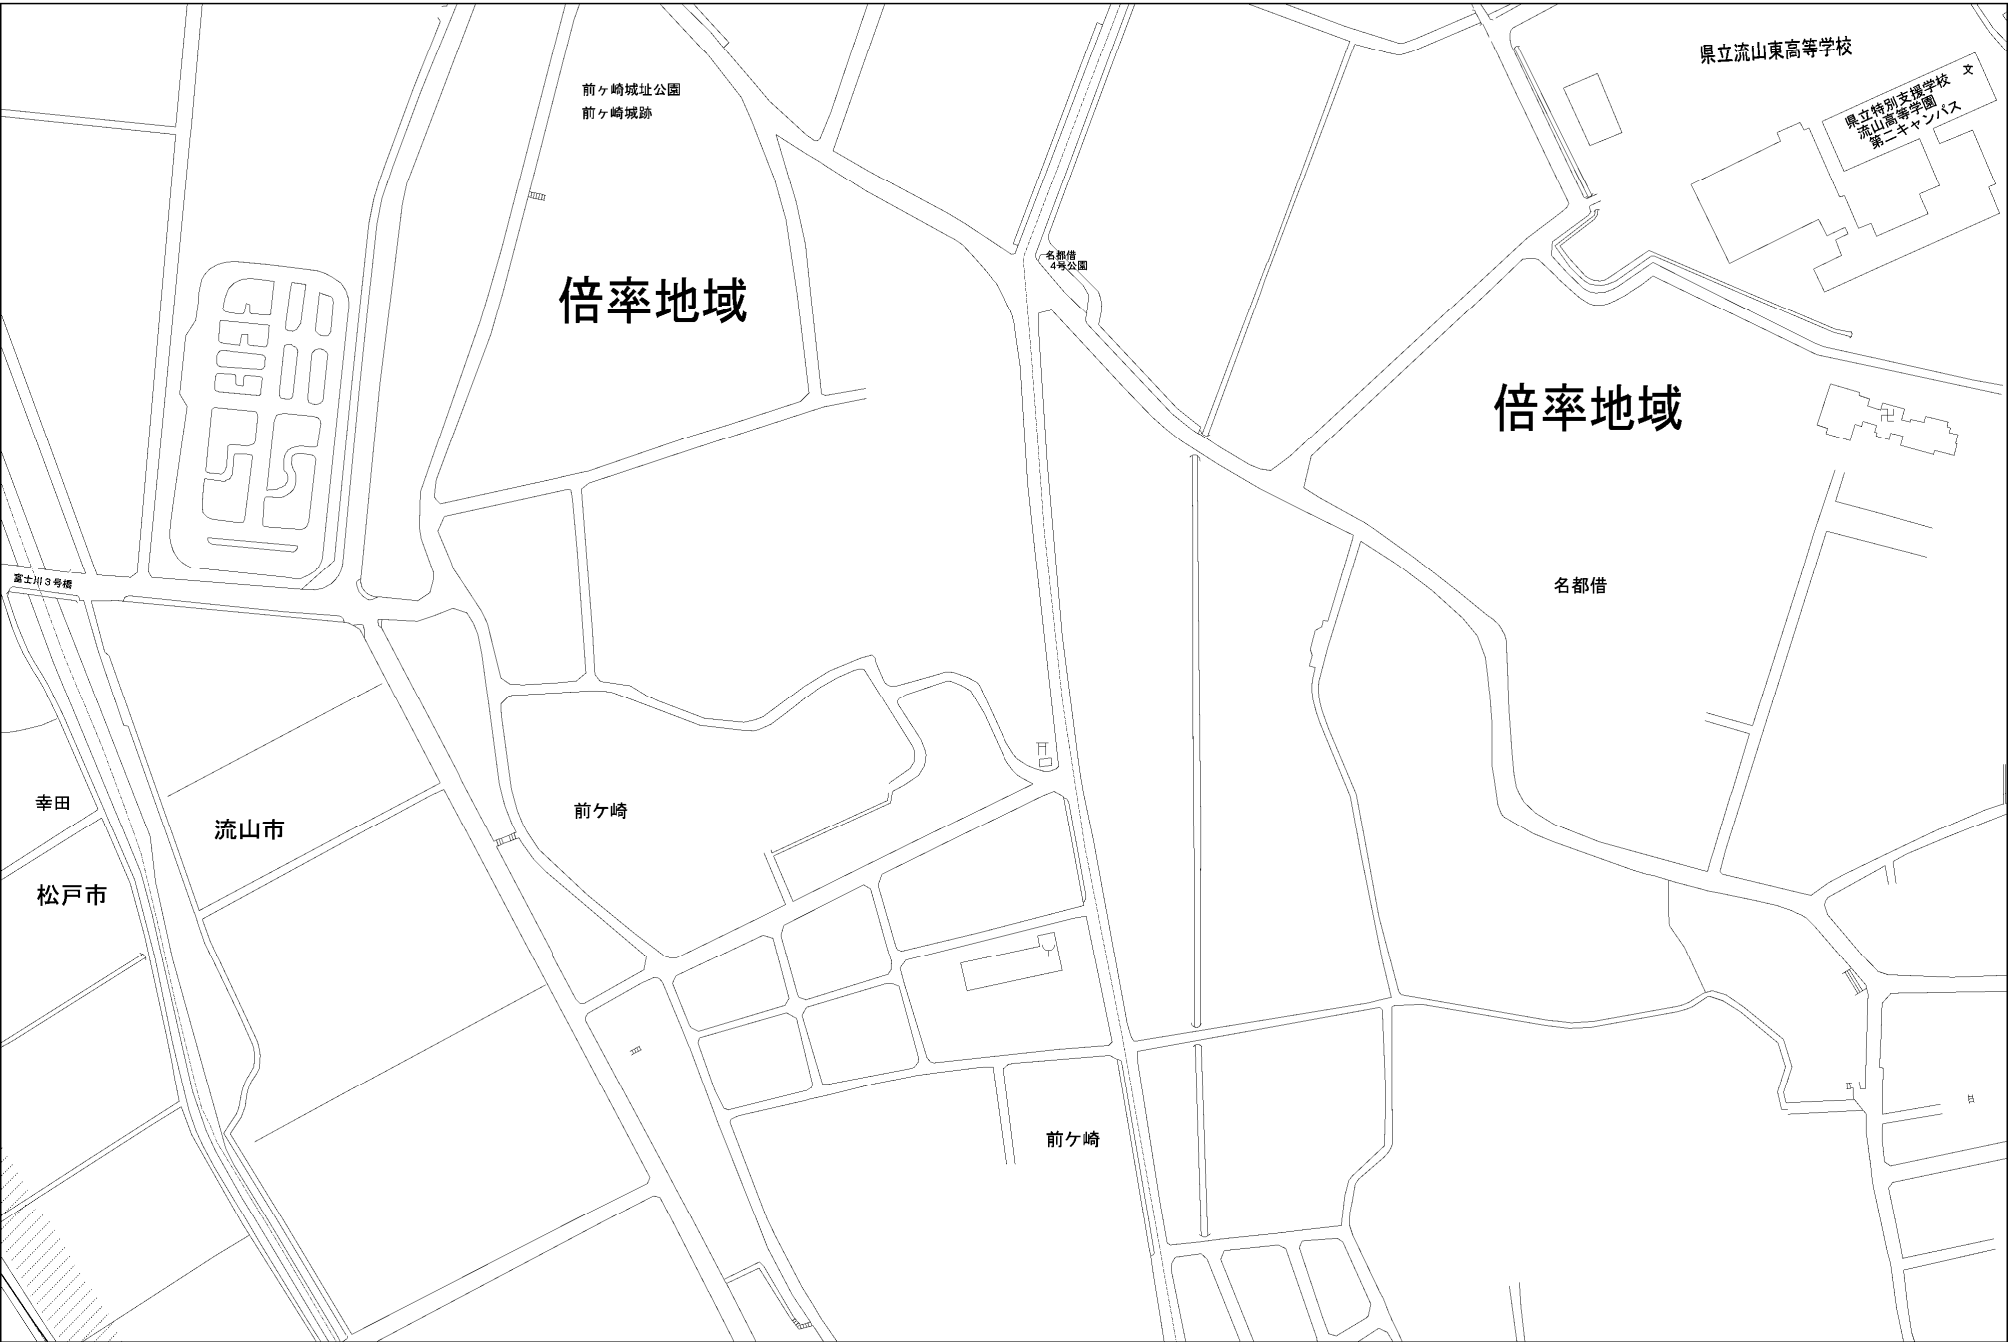 県立流山東高等学校
文
県立特別支援学校
流山高等学園
第二キャンパス
前ヶ崎城址公園
前ヶ崎城跡
名都借
4号公園
倍率地域
倍率地域
富士川３号橋
名都借
幸田
流山市
前ケ崎
松戸市
前ケ崎